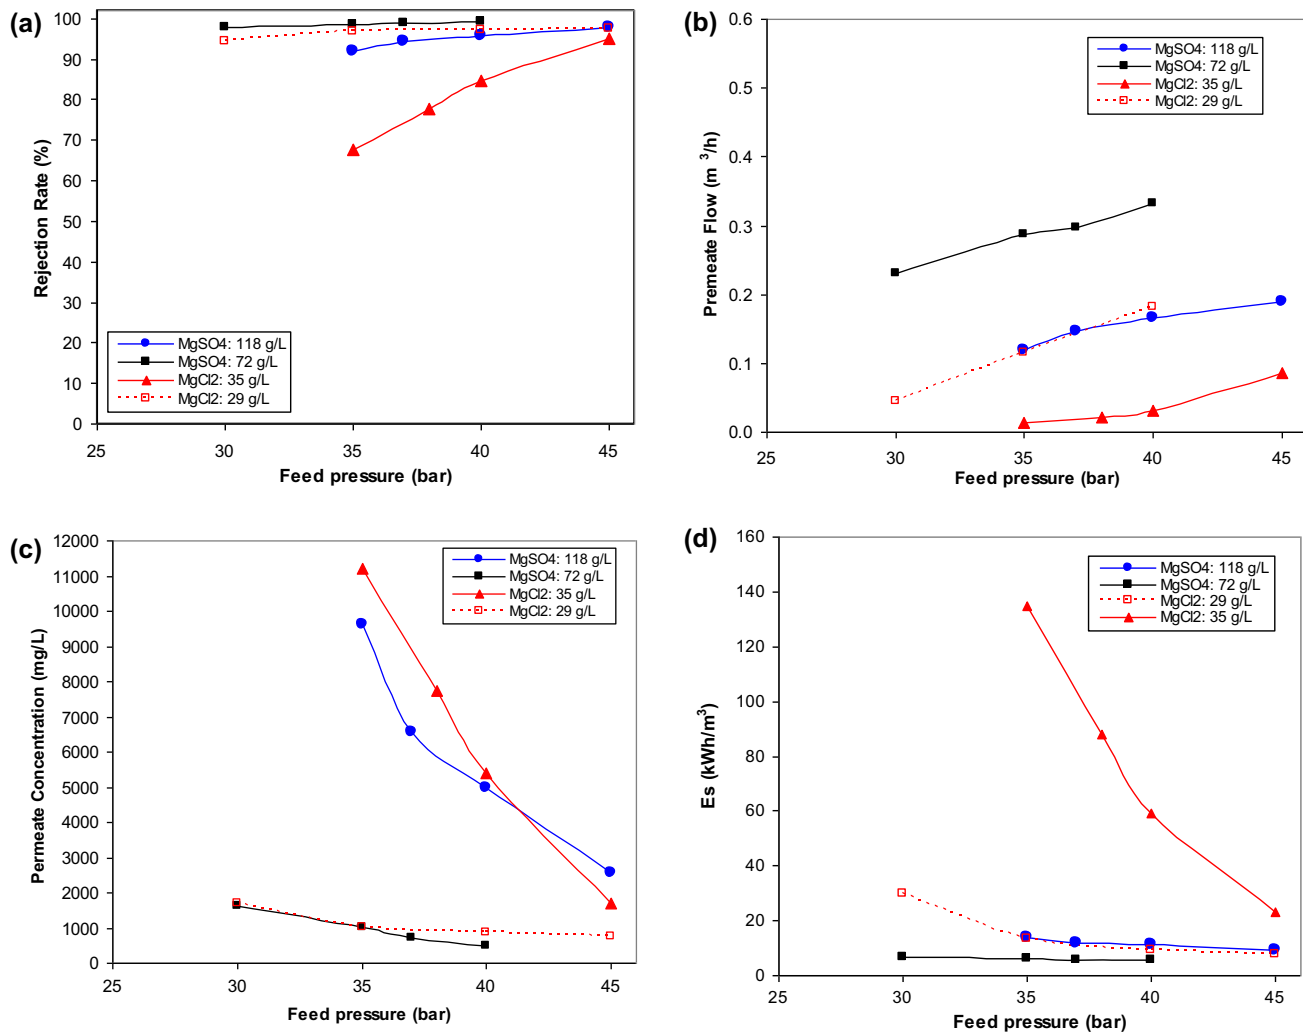 (a)
Rejection Rate (%)
100
90
80
70
60
50
40
30
20
10
0
MgSO4: 118 g/L
MgSO4: 72 g/L
MgCl2: 35 g/L
MgCl2: 29 g/L
25 30 35 40 45
Feed pressure (bar)
(b)
Premeate Flow (m ³/h)
0.6
0.5
0.4
0.3
0.2
0.1
0.0
MgSO4: 118 g/L
MgSO4: 72 g/L
MgCl2: 35 g/L
MgCl2: 29 g/L
25 30 35 40 45
Feed pressure (bar)
(c)
Permeate Concentration (mg/L)
12000
11000
10000
9000
8000
7000
6000
5000
4000
3000
2000
1000
0
MgSO4: 118 g/L
MgSO4: 72 g/L
MgCl2: 35 g/L
MgCl2: 29 g/L
25 30 35 40 45
Feed pressure (bar)
(d)
Es (kWh/m³)
160
140
120
100
80
60
40
20
0
MgSO4: 118 g/L
MgSO4: 72 g/L
MgCl2: 29 g/L
MgCl2: 35 g/L
25 30 35 40 45
Feed pressure (bar)